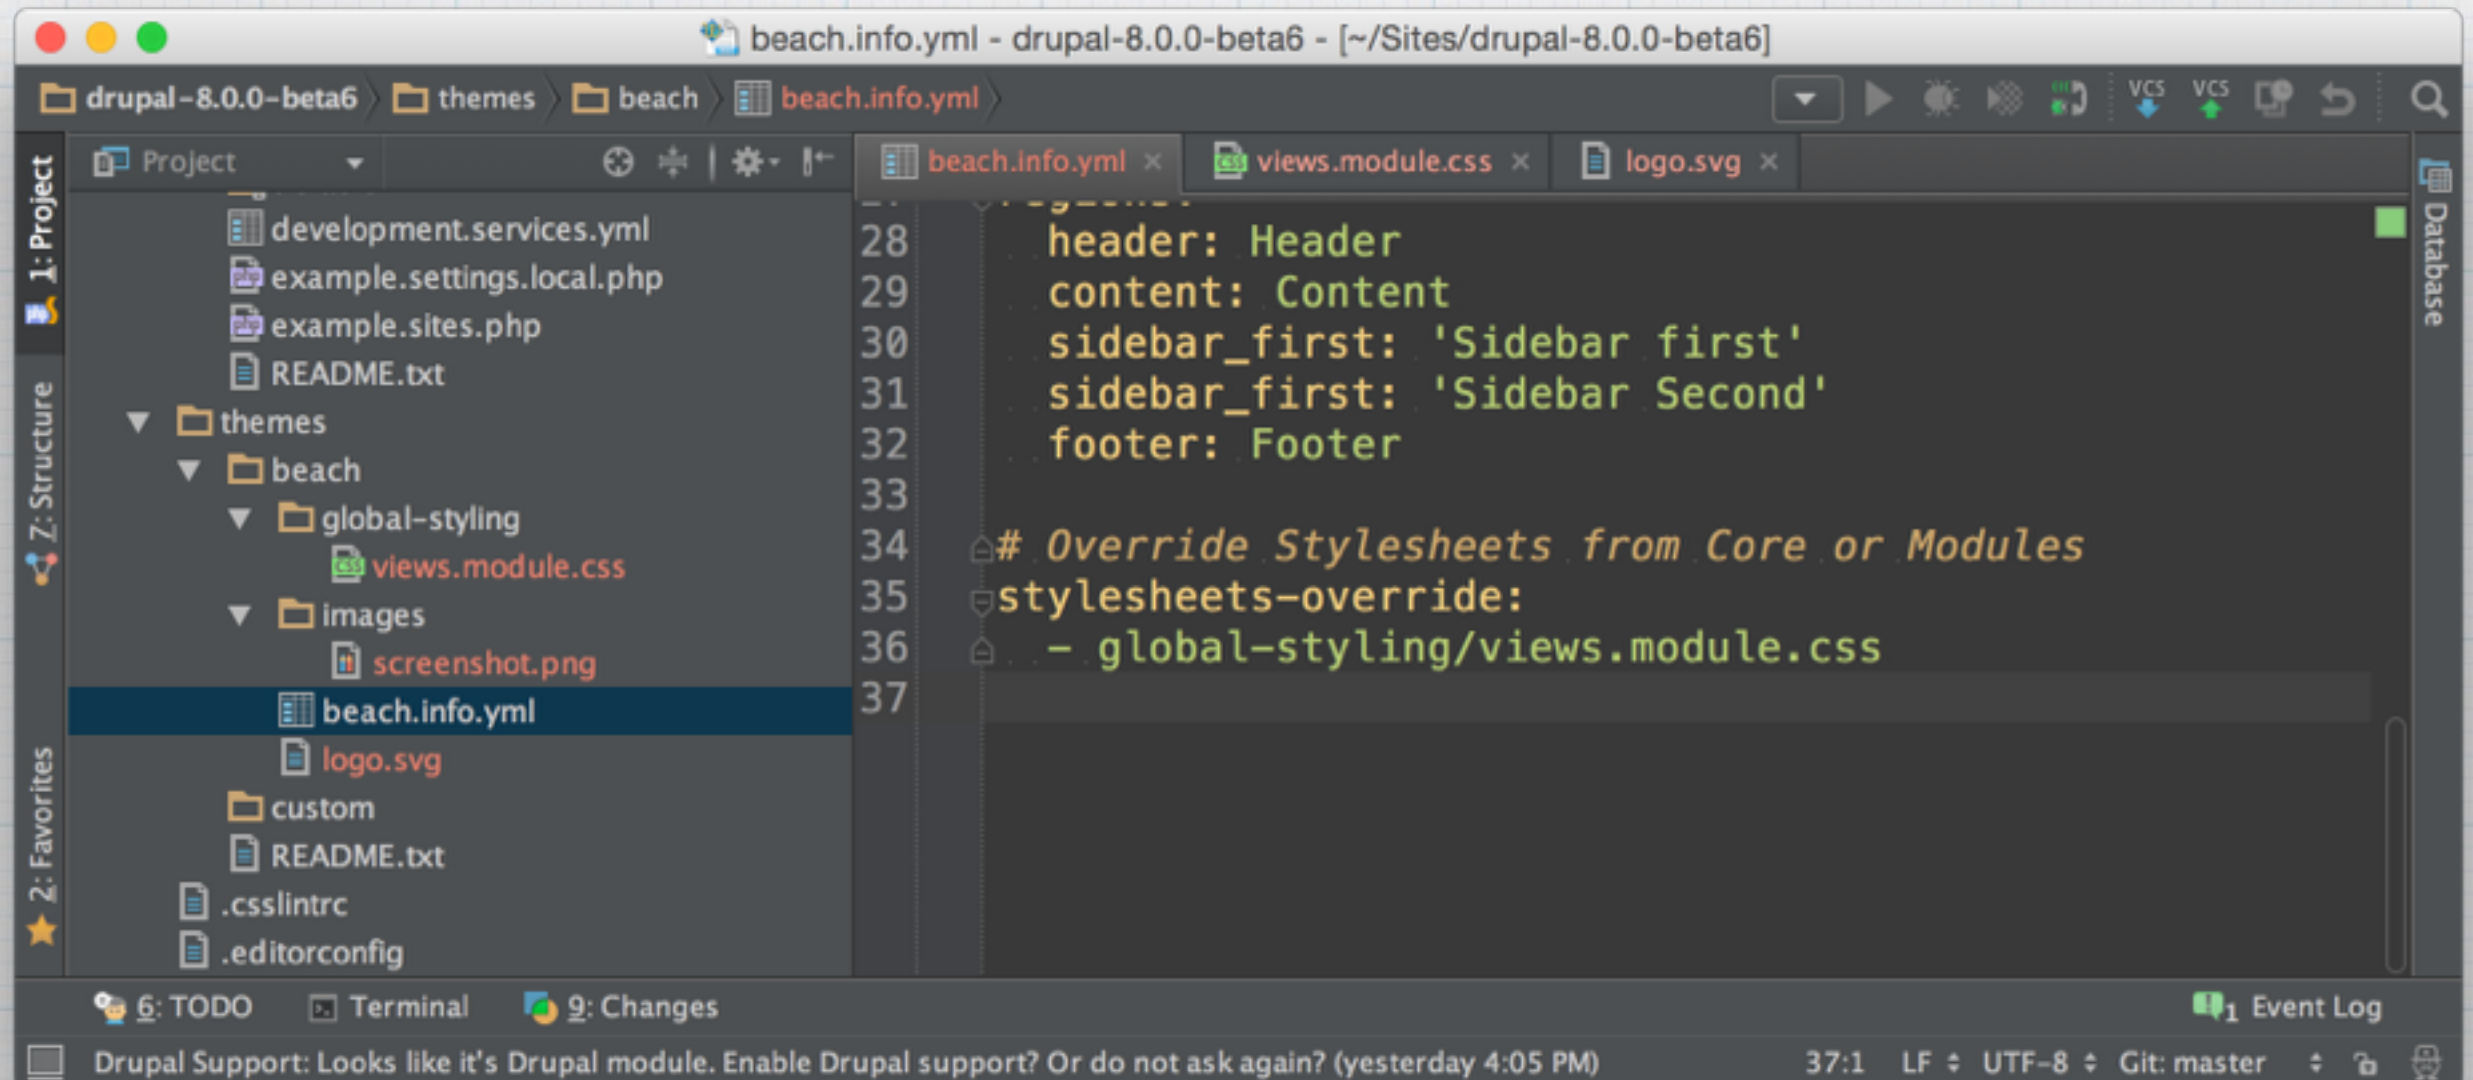 beach.info.yml - drupal-8.0.0-beta6 - [~/Sites/drupal-8.0.0-beta6]
drupal-8.0.0-beta6 themes beach beach.info.yml VCS VCS
1: Project
Z: Structure
2: Favorites
Project
development.services.yml
example.settings.local.php
example.sites.php
README.txt
themes
beach
global-styling
views.module.css
images
screenshot.png
beach.info.yml
logo.svg
custom
README.txt
.csslintrc
.editorconfig
beach.info.yml views.module.css logo.svg
28 header: Header
29 content: Content
30 sidebar_first: 'Sidebar first'
31 sidebar_first: 'Sidebar Second'
32 footer: Footer
33
34 # Override Stylesheets from Core or Modules
35 stylesheets-override:
36 - global-styling/views.module.css
37
Database
6: TODO Terminal 9: Changes 1 Event Log
Drupal Support: Looks like it's Drupal module. Enable Drupal support? Or do not ask again? (yesterday 4:05 PM) 37:1 LF UTF-8 Git: master